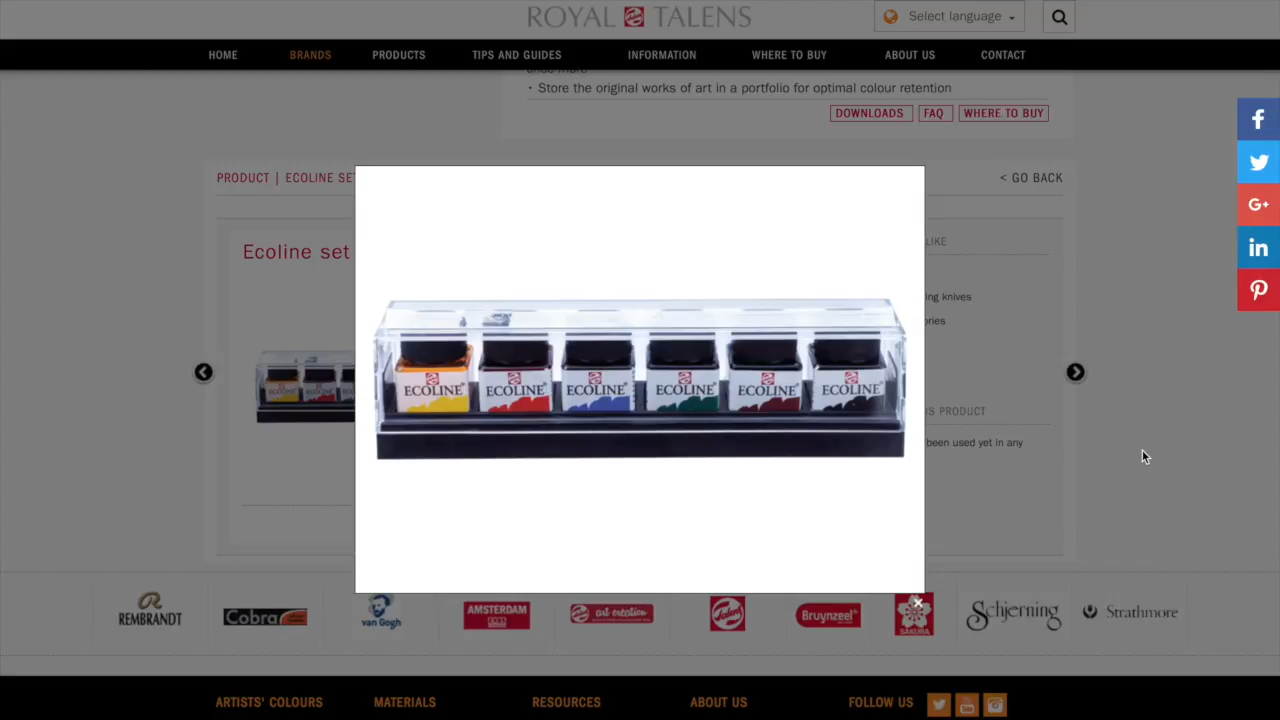 ROYAL TALENS
Select language
HOME BRANDS PRODUCTS TIPS AND GUIDES INFORMATION WHERE TO BUY ABOUT US CONTACT
• Store the original works of art in a portfolio for optimal colour retention
DOWNLOADS FAQ WHERE TO BUY
PRODUCT | ECOLINE SET
< GO BACK
Ecoline set
LIKE
ing knives
ories
ECOLINE ECOLINE ECOLINE ECOLINE ECOLINE ECOLINE
IS PRODUCT
been used yet in any
REMBRANDT Cobra van Gogh AMSTERDAM art creation Talens Bruynzeel SAKURA Schjerning Strathmore
ARTISTS' COLOURS MATERIALS RESOURCES ABOUT US FOLLOW US